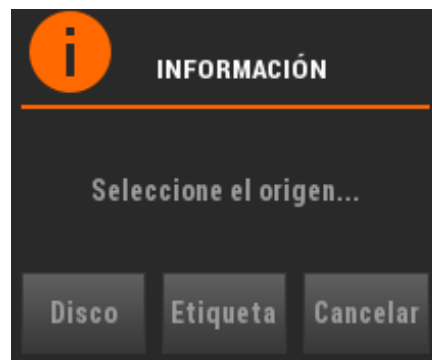 i
INFORMACIÓN
Seleccione el origen...
Disco Etiqueta Cancelar